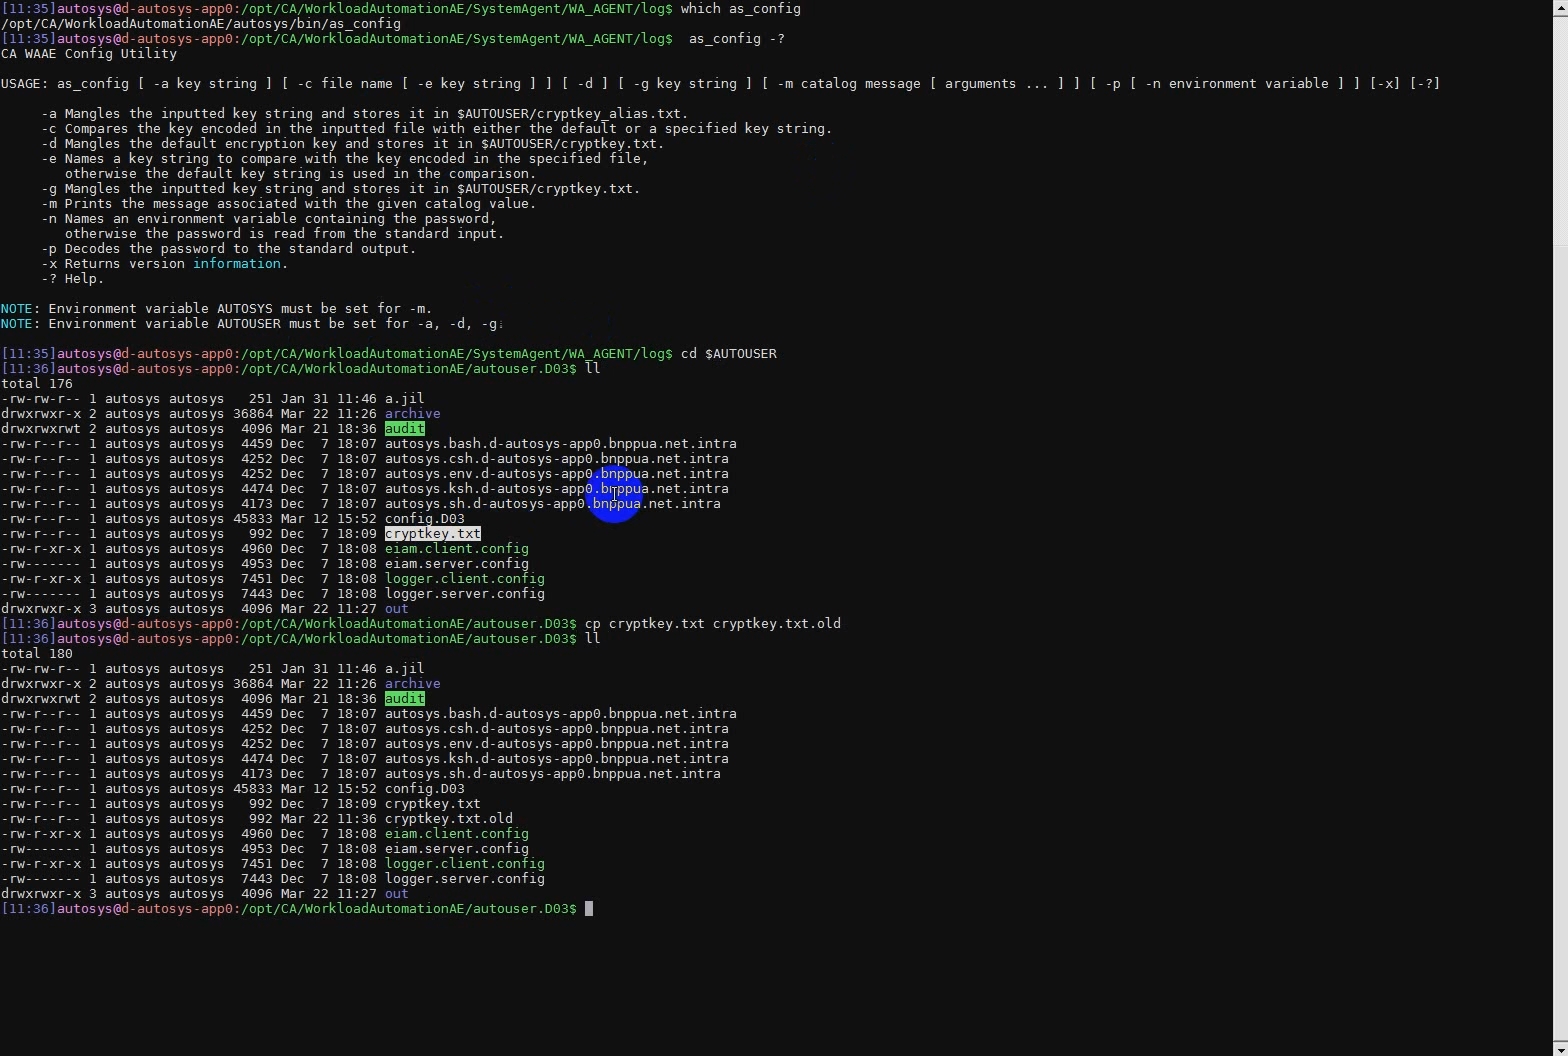 [11:35]autosys@d-autosys-app0:/opt/CA/WorkloadAutomationAE/SystemAgent/WA_AGENT/log$ which as_config
/opt/CA/WorkloadAutomationAE/autosys/bin/as_config
[11:35]autosys@d-autosys-app0:/opt/CA/WorkloadAutomationAE/SystemAgent/WA_AGENT/log$  as_config -?
CA WAAE Config Utility
USAGE: as_config [ -a key string ] [ -c file name [ -e key string ] ] [ -d ] [ -g key string ] [ -m catalog message [ arguments ... ] ] [ -p [ -n environment variable ] ] [-x] [-?]
-a Mangles the inputted key string and stores it in $AUTOUSER/cryptkey_alias.txt.
-c Compares the key encoded in the inputted file with either the default or a specified key string.
-d Mangles the default encryption key and stores it in $AUTOUSER/cryptkey.txt.
-e Names a key string to compare with the key encoded in the specified file,
otherwise the default key string is used in the comparison.
-g Mangles the inputted key string and stores it in $AUTOUSER/cryptkey.txt.
-m Prints the message associated with the given catalog value.
-n Names an environment variable containing the password,
otherwise the password is read from the standard input.
-p Decodes the password to the standard output.
-x Returns version information.
-? Help.
NOTE: Environment variable AUTOSYS must be set for -m.
NOTE: Environment variable AUTOUSER must be set for -a, -d, -g.
[11:35]autosys@d-autosys-app0:/opt/CA/WorkloadAutomationAE/SystemAgent/WA_AGENT/log$ cd $AUTOUSER
[11:36]autosys@d-autosys-app0:/opt/CA/WorkloadAutomationAE/autouser.D03$ ll
total 176
-rw-rw-r-- 1 autosys autosys   251 Jan 31 11:46 a.jil
drwxrwxr-x 2 autosys autosys 36864 Mar 22 11:26 archive
drwxrwxrwt 2 autosys autosys  4096 Mar 21 18:36 audit
-rw-r--r-- 1 autosys autosys  4459 Dec  7 18:07 autosys.bash.d-autosys-app0.bnppua.net.intra
-rw-r--r-- 1 autosys autosys  4252 Dec  7 18:07 autosys.csh.d-autosys-app0.bnppua.net.intra
-rw-r--r-- 1 autosys autosys  4252 Dec  7 18:07 autosys.env.d-autosys-app0.bnppua.net.intra
-rw-r--r-- 1 autosys autosys  4474 Dec  7 18:07 autosys.ksh.d-autosys-app0.bnppua.net.intra
-rw-r--r-- 1 autosys autosys  4173 Dec  7 18:07 autosys.sh.d-autosys-app0.bnppua.net.intra
-rw-r--r-- 1 autosys autosys 45833 Mar 12 15:52 config.D03
-rw-r--r-- 1 autosys autosys   992 Dec  7 18:09 cryptkey.txt
-rw-r-xr-x 1 autosys autosys  4960 Dec  7 18:08 eiam.client.config
-rw------- 1 autosys autosys  4953 Dec  7 18:08 eiam.server.config
-rw-r-xr-x 1 autosys autosys  7451 Dec  7 18:08 logger.client.config
-rw------- 1 autosys autosys  7443 Dec  7 18:08 logger.server.config
drwxrwxr-x 3 autosys autosys  4096 Mar 22 11:27 out
[11:36]autosys@d-autosys-app0:/opt/CA/WorkloadAutomationAE/autouser.D03$ cp cryptkey.txt cryptkey.txt.old
[11:36]autosys@d-autosys-app0:/opt/CA/WorkloadAutomationAE/autouser.D03$ ll
total 180
-rw-rw-r-- 1 autosys autosys   251 Jan 31 11:46 a.jil
drwxrwxr-x 2 autosys autosys 36864 Mar 22 11:26 archive
drwxrwxrwt 2 autosys autosys  4096 Mar 21 18:36 audit
-rw-r--r-- 1 autosys autosys  4459 Dec  7 18:07 autosys.bash.d-autosys-app0.bnppua.net.intra
-rw-r--r-- 1 autosys autosys  4252 Dec  7 18:07 autosys.csh.d-autosys-app0.bnppua.net.intra
-rw-r--r-- 1 autosys autosys  4252 Dec  7 18:07 autosys.env.d-autosys-app0.bnppua.net.intra
-rw-r--r-- 1 autosys autosys  4474 Dec  7 18:07 autosys.ksh.d-autosys-app0.bnppua.net.intra
-rw-r--r-- 1 autosys autosys  4173 Dec  7 18:07 autosys.sh.d-autosys-app0.bnppua.net.intra
-rw-r--r-- 1 autosys autosys 45833 Mar 12 15:52 config.D03
-rw-r--r-- 1 autosys autosys   992 Dec  7 18:09 cryptkey.txt
-rw-r--r-- 1 autosys autosys   992 Mar 22 11:36 cryptkey.txt.old
-rw-r-xr-x 1 autosys autosys  4960 Dec  7 18:08 eiam.client.config
-rw------- 1 autosys autosys  4953 Dec  7 18:08 eiam.server.config
-rw-r-xr-x 1 autosys autosys  7451 Dec  7 18:08 logger.client.config
-rw------- 1 autosys autosys  7443 Dec  7 18:08 logger.server.config
drwxrwxr-x 3 autosys autosys  4096 Mar 22 11:27 out
[11:36]autosys@d-autosys-app0:/opt/CA/WorkloadAutomationAE/autouser.D03$